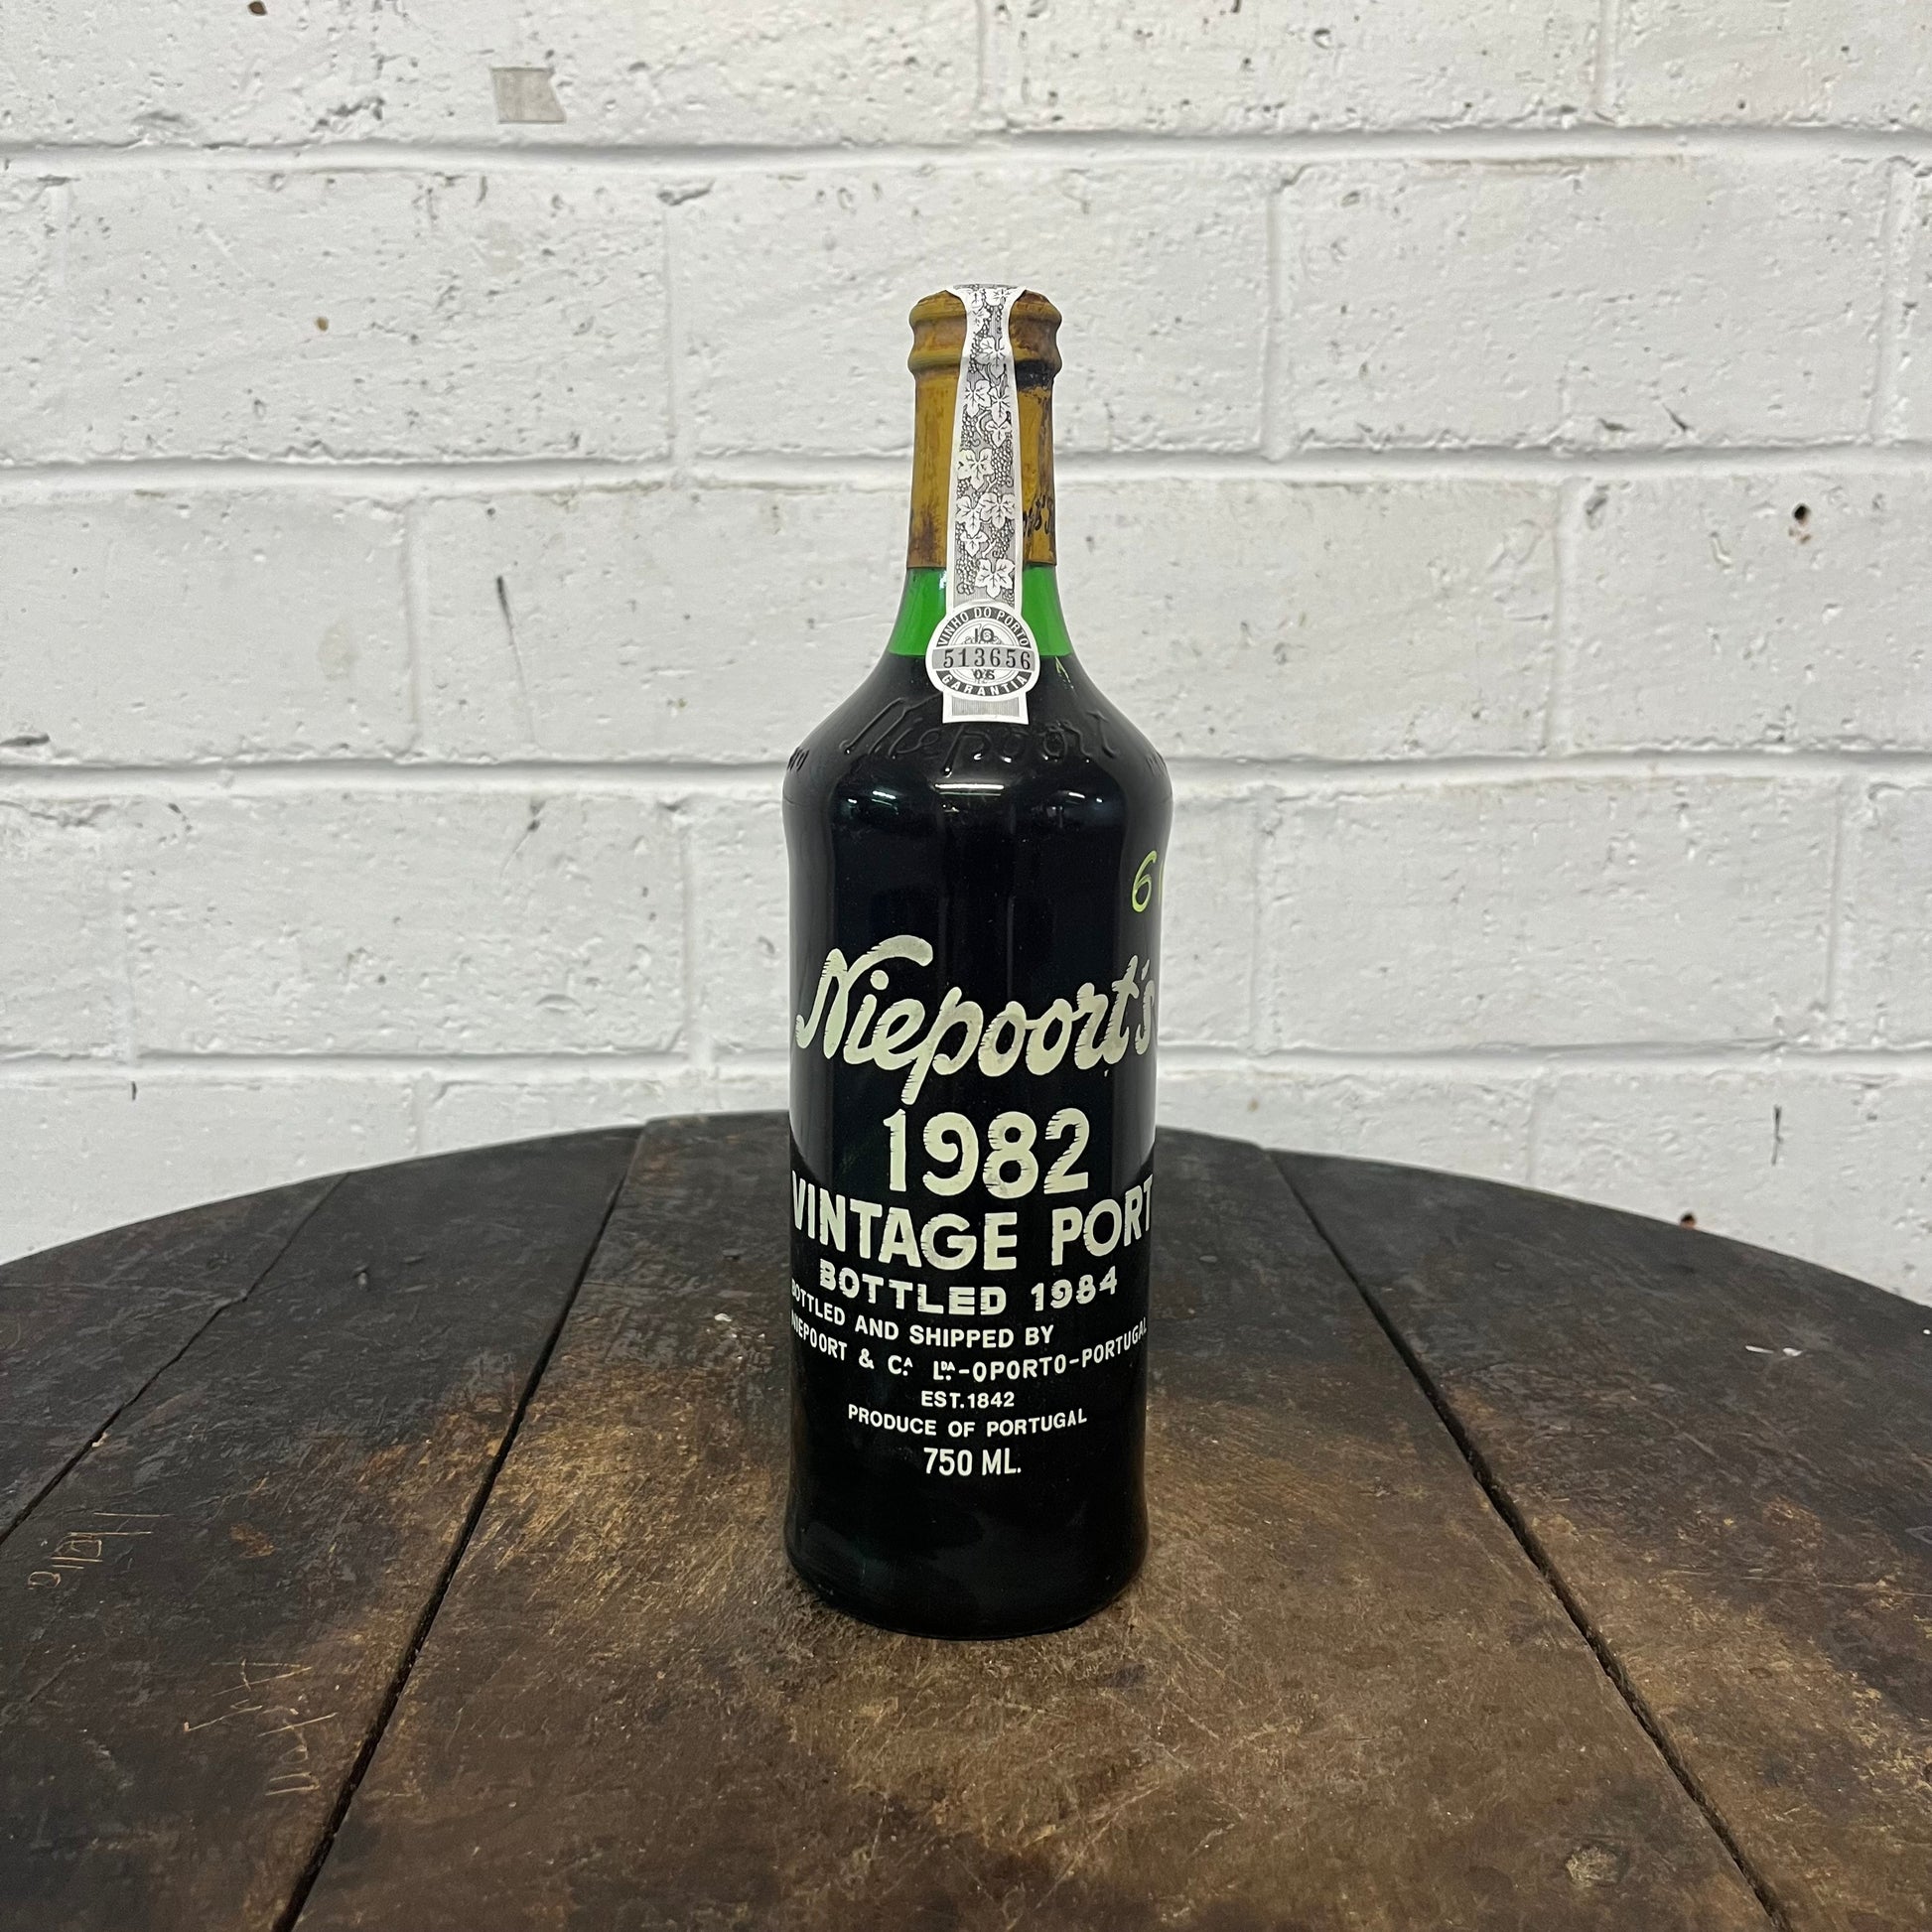 VINHO DO PORTO
513656
GARANTIA
Niepoort
6
Niepoort's
1982
VINTAGE PORT
BOTTLED 1984
BOTTLED AND SHIPPED BY
NIEPOORT & CA. LDA.-OPORTO-PORTUGAL
EST.1842
PRODUCE OF PORTUGAL
750 ML.